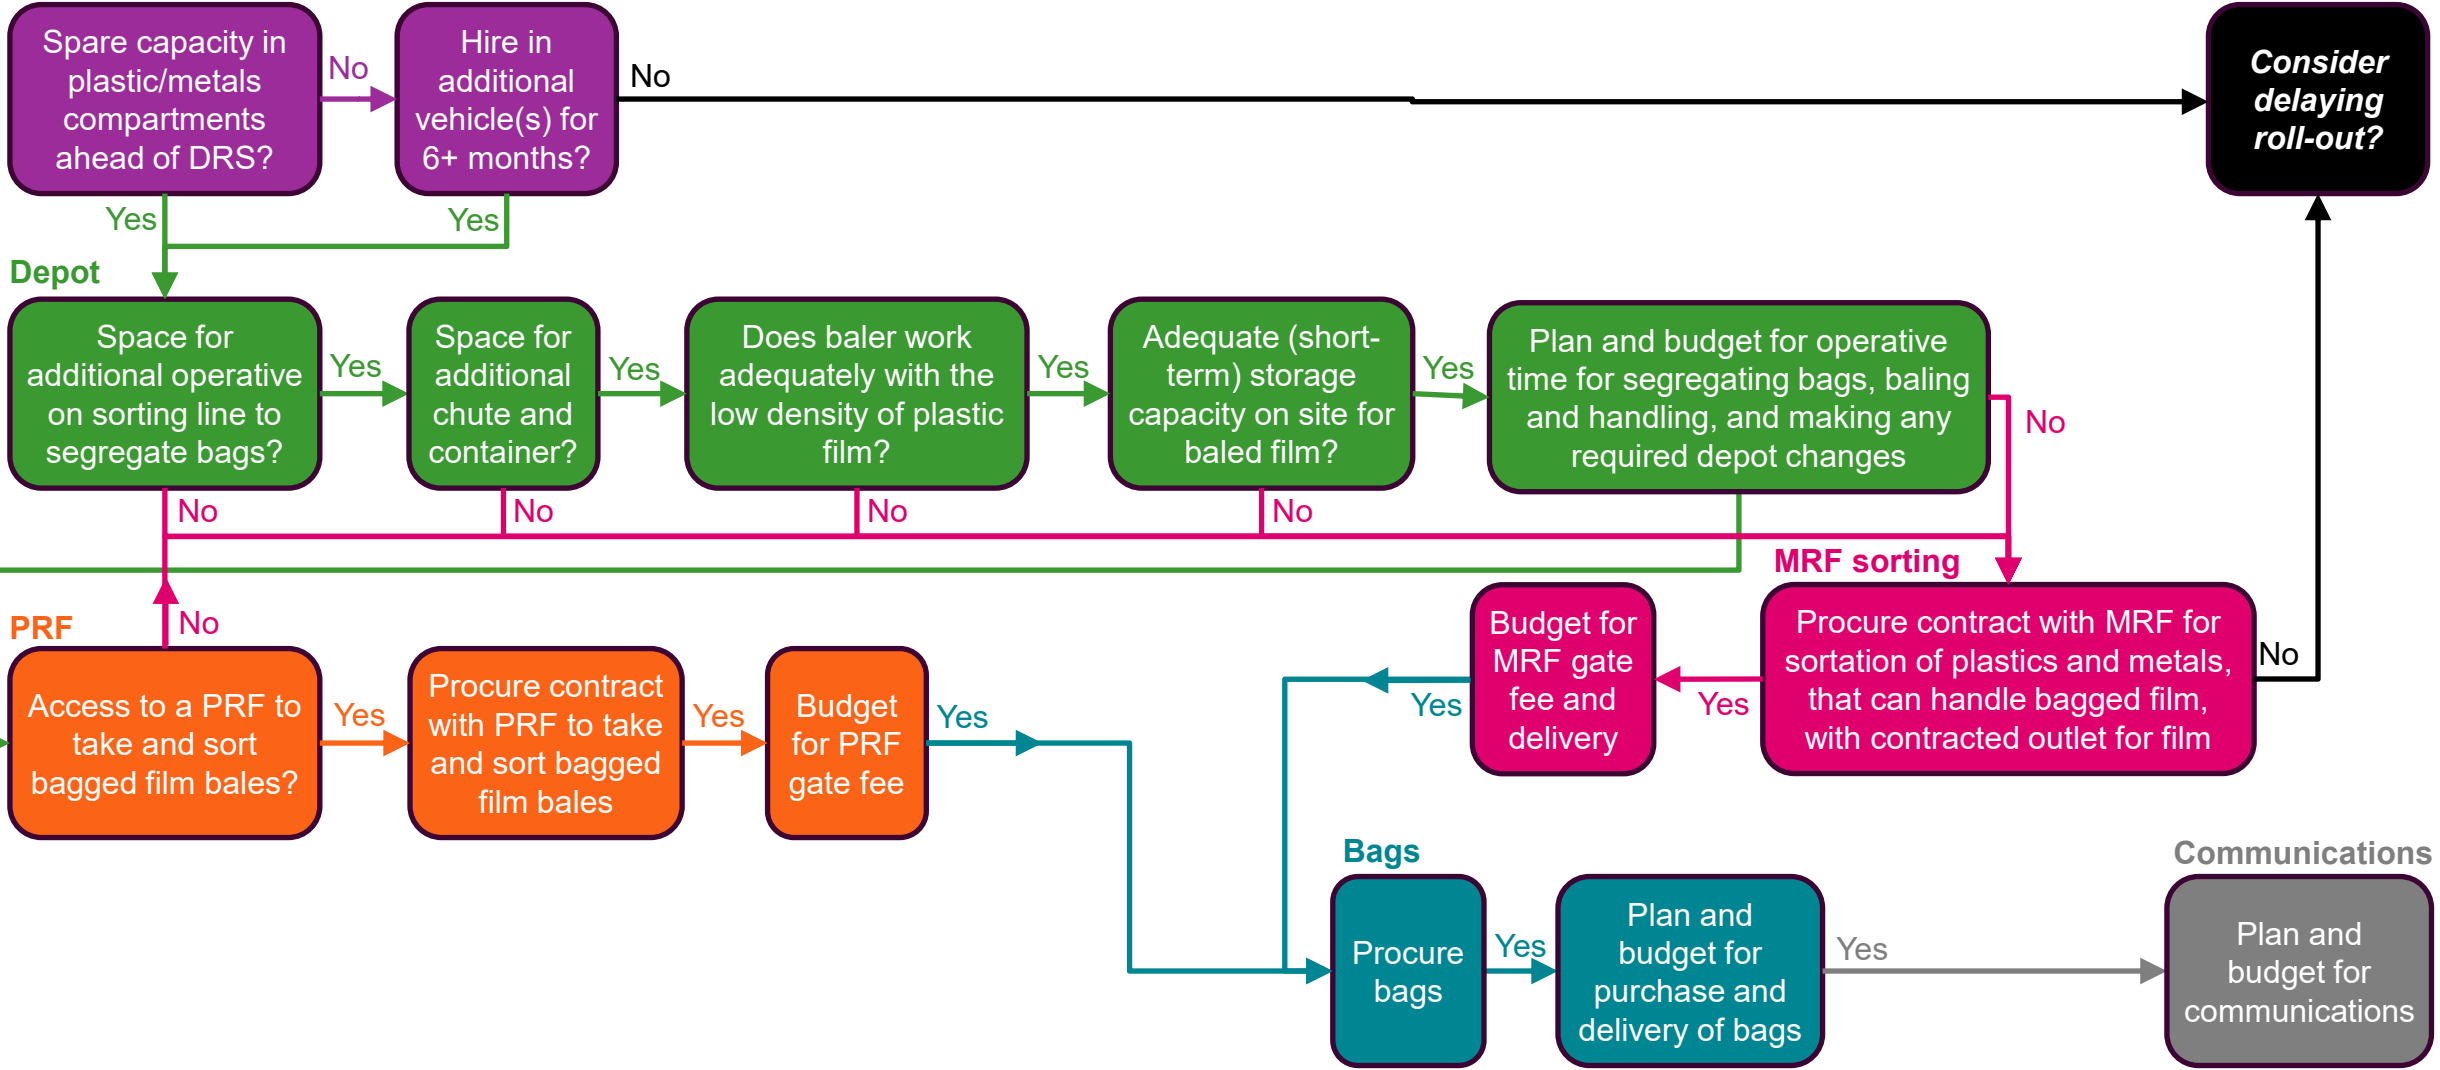 Spare capacity in
plastic/metals
compartments
ahead of DRS?
No
Hire in
additional
vehicle(s) for
6+ months?
No
Consider
delaying
roll-out?
Yes
Yes
Depot
Space for
additional operative
on sorting line to
segregate bags?
Yes
Space for
additional
chute and
container?
Yes
Does baler work
adequately with the
low density of plastic
film?
Yes
Adequate (short-
term) storage
capacity on site for
baled film?
Yes
Plan and budget for operative
time for segregating bags, baling
and handling, and making any
required depot changes
No
No
No
No
No
MRF sorting
Procure contract with MRF for
sortation of plastics and metals,
that can handle bagged film,
with contracted outlet for film
No
Yes
Budget for
MRF gate
fee and
delivery
Yes
No
PRF
Access to a PRF to
take and sort
bagged film bales?
Yes
Procure contract
with PRF to take
and sort bagged
film bales
Yes
Budget
for PRF
gate fee
Yes
Bags
Procure
bags
Yes
Plan and
budget for
purchase and
delivery of bags
Yes
Communications
Plan and
budget for
communications